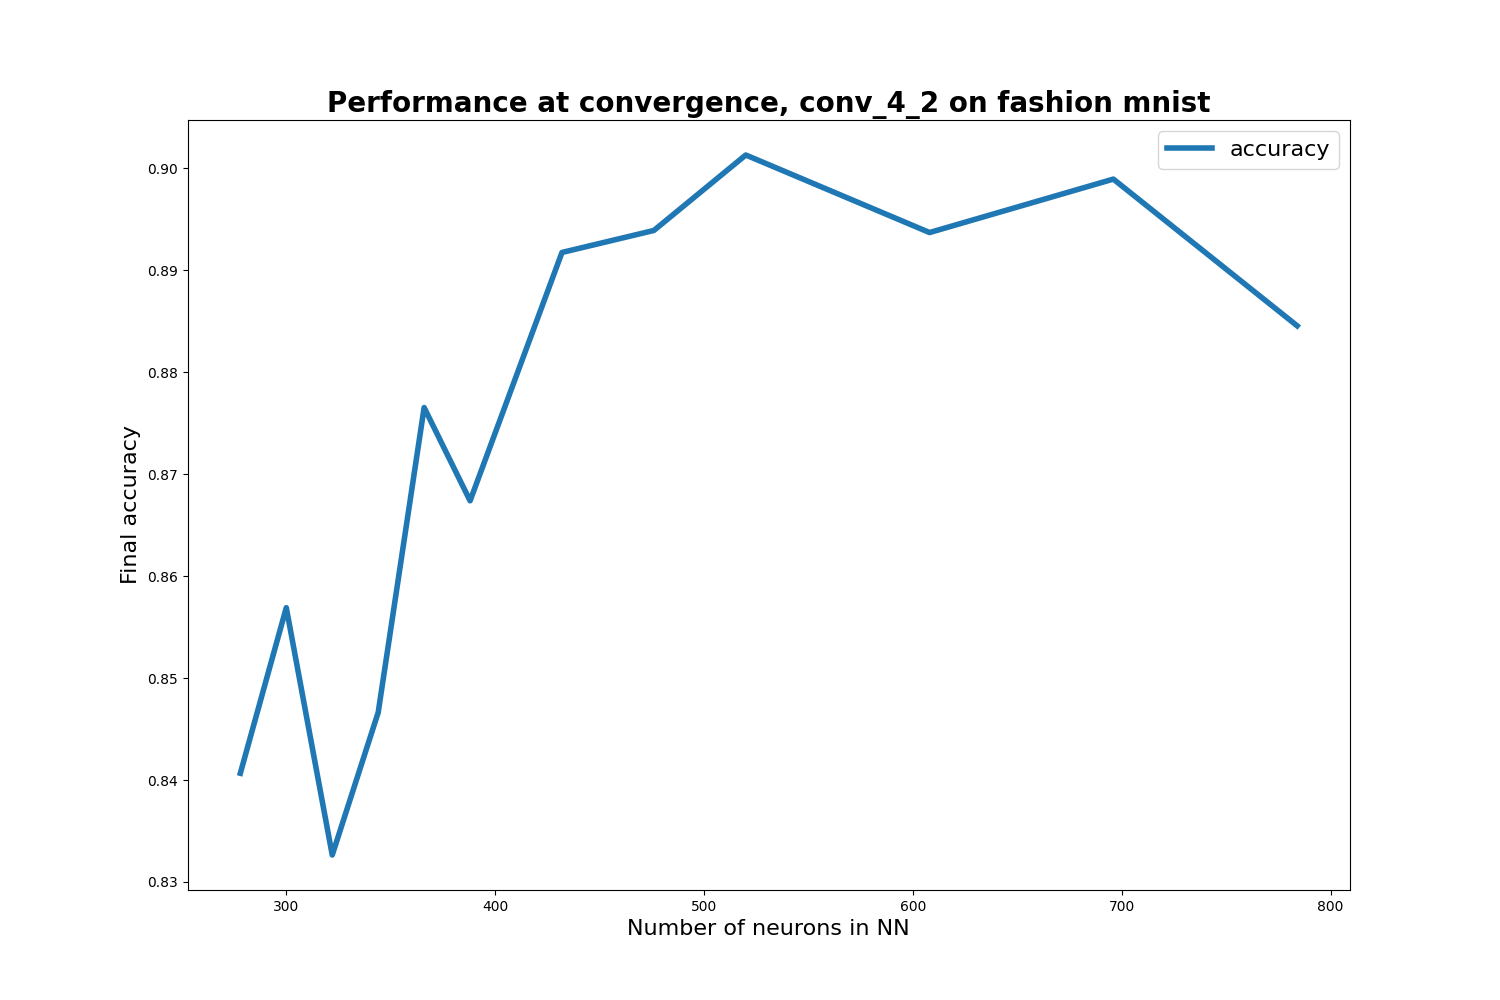 Performance at convergence, conv_4_2 on fashion mnist
accuracy
Final accuracy
0.90
0.89
0.88
0.87
0.86
0.85
0.84
0.83
300 400 500 600 700 800
Number of neurons in NN